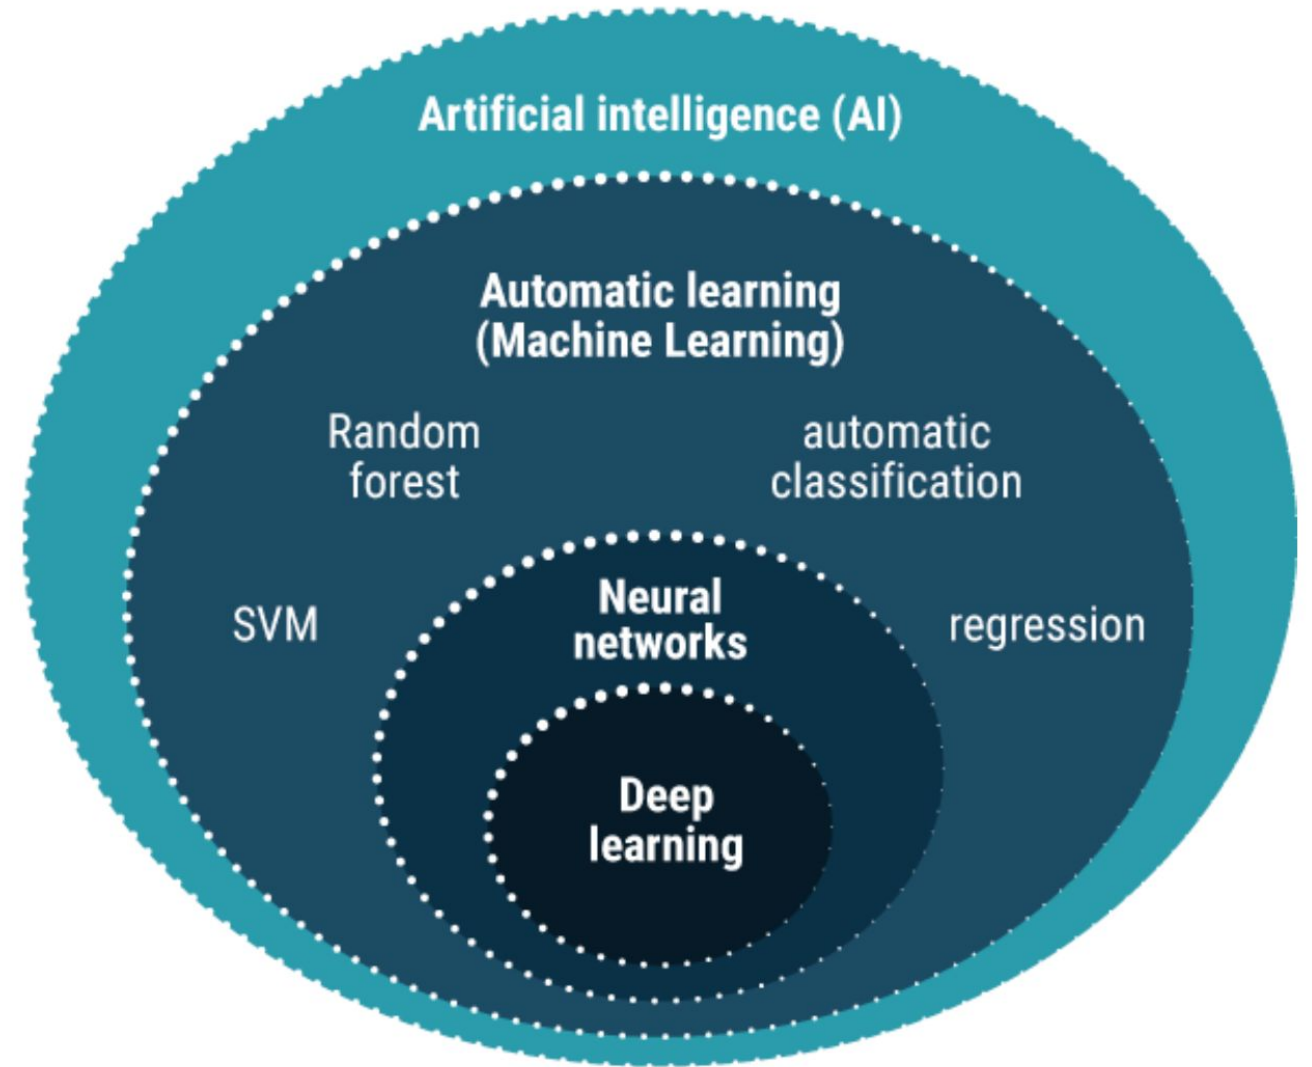 Artificial intelligence (AI)
Automatic learning
(Machine Learning)
Random
forest
automatic
classification
SVM
Neural
networks
regression
Deep
learning